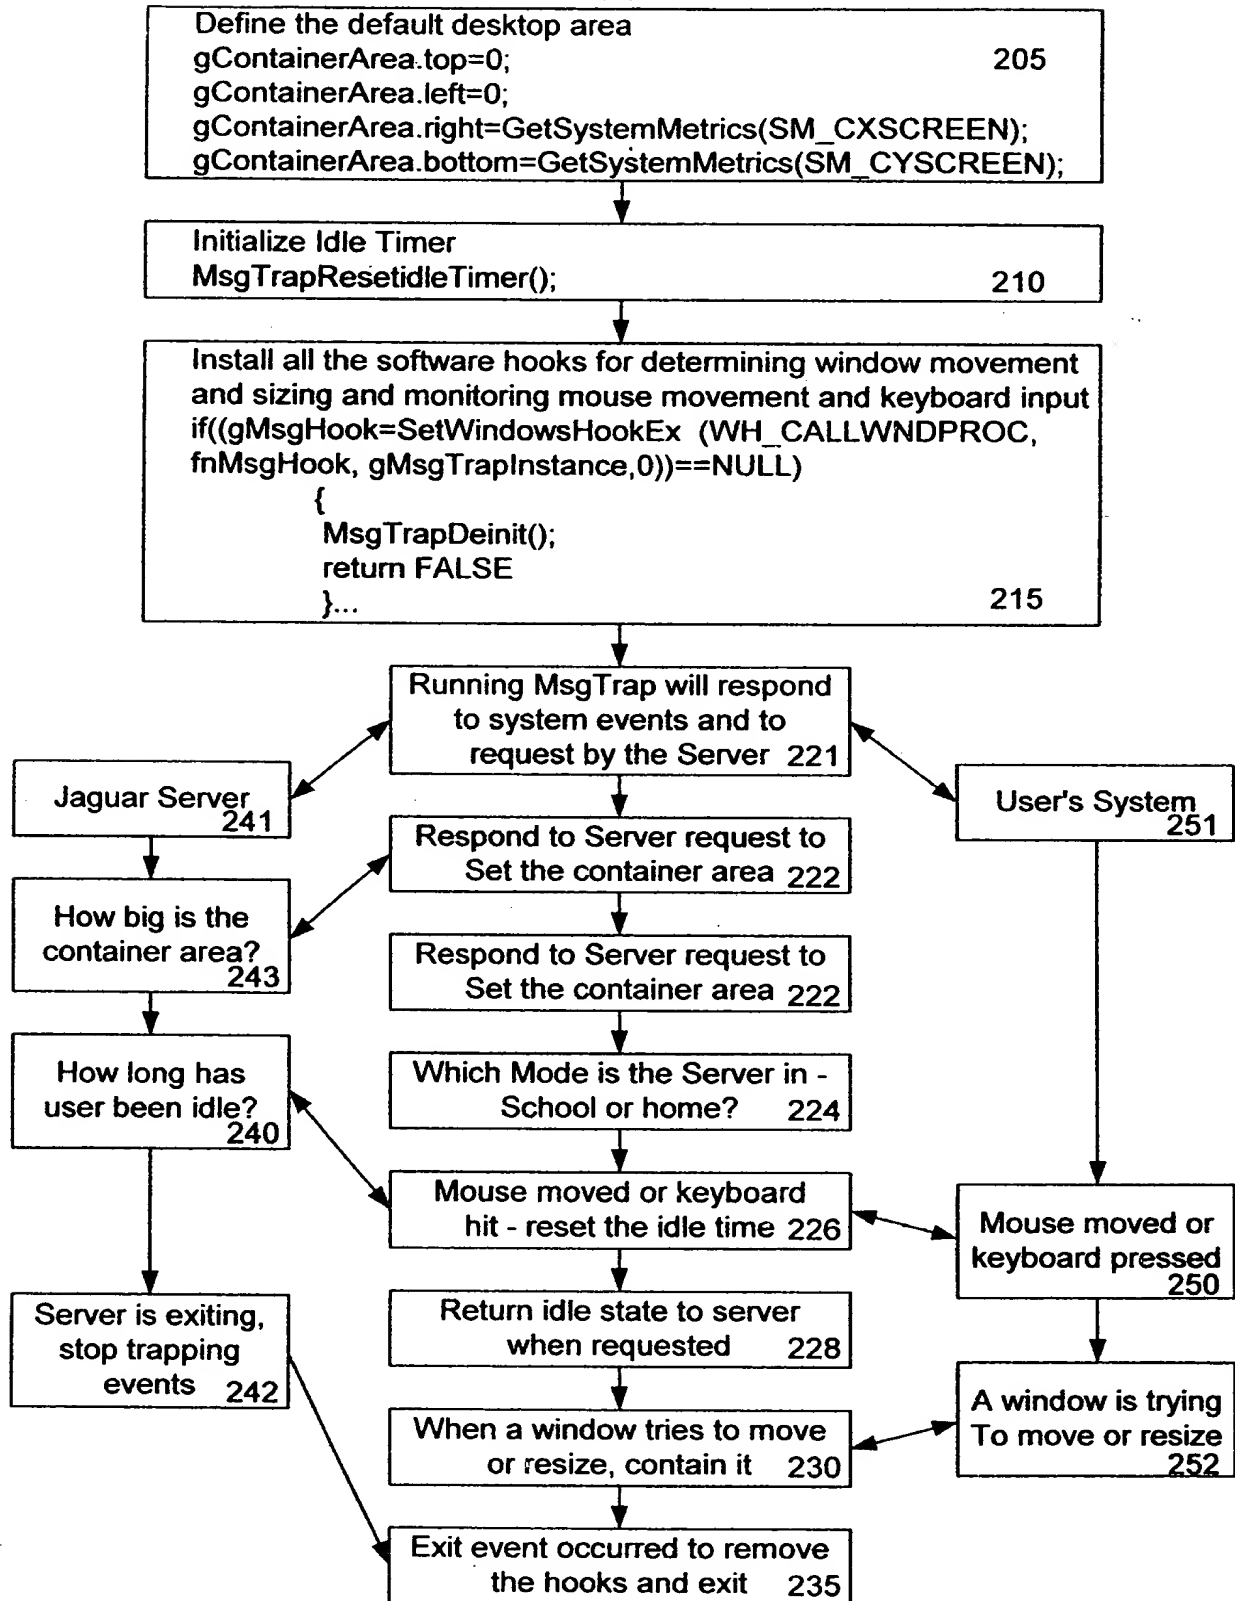 Define the default desktop area
gContainerArea.top=0;
205
gContainerArea.left=0;
gContainerArea.right=GetSystemMetrics(SM_CXSCREEN);
gContainerArea.bottom=GetSystemMetrics(SM_CYSCREEN);
Initialize Idle Timer
MsgTrapResetidleTimer();
210
Install all the software hooks for determining window movement
and sizing and monitoring mouse movement and keyboard input
if((gMsgHook=SetWindowsHookEx (WH_CALLWNDPROC,
fnMsgHook, gMsgTrapInstance,0))==NULL)
{
MsgTrapDeinit();
return FALSE
}...
215
Running MsgTrap will respond
to system events and to
request by the Server 221
Jaguar Server
241
User's System
251
Respond to Server request to
Set the container area 222
How big is the
container area?
243
Respond to Server request to
Set the container area 222
How long has
user been idle?
240
Which Mode is the Server in -
School or home? 224
Mouse moved or keyboard
hit - reset the idle time 226
Mouse moved or
keyboard pressed
250
Server is exiting,
stop trapping
events 242
Return idle state to server
when requested 228
A window is trying
To move or resize
252
When a window tries to move
or resize, contain it 230
Exit event occurred to remove
the hooks and exit 235